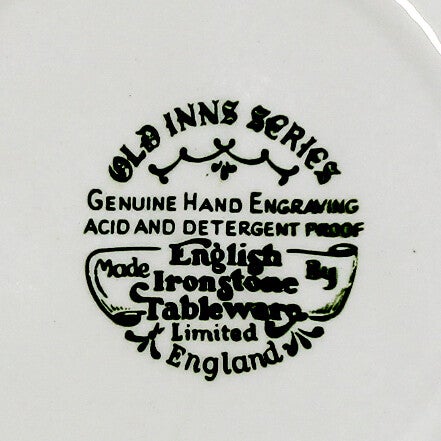 OLD INNS SERIES
GENUINE HAND ENGRAVING
ACID AND DETERGENT PROOF
Made English By
Ironstone
Tableware
Limited
England